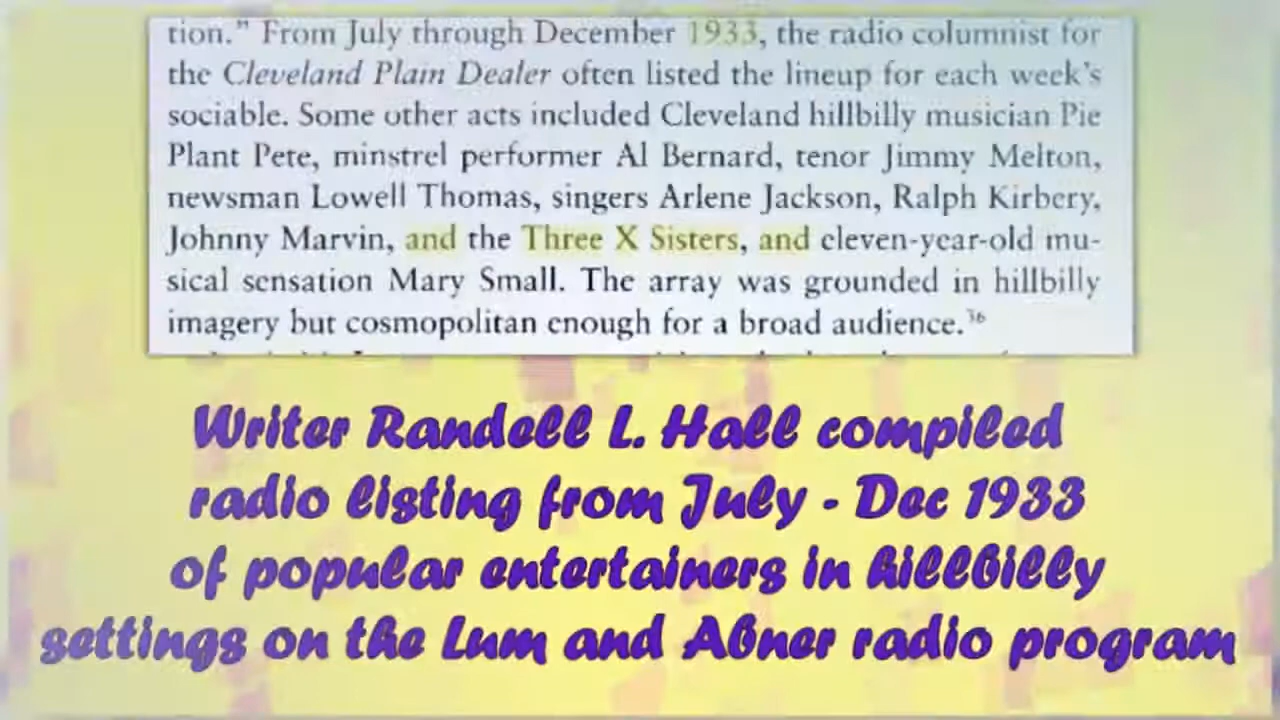 tion." From July through December 1933, the radio columnist for
the Cleveland Plain Dealer often listed the lineup for each week's
sociable. Some other acts included Cleveland hillbilly musician Pie
Plant Pete, minstrel performer Al Bernard, tenor Jimmy Melton,
newsman Lowell Thomas, singers Arlene Jackson, Ralph Kirbery,
Johnny Marvin, and the Three X Sisters, and eleven-year-old mu-
sical sensation Mary Small. The array was grounded in hillbilly
imagery but cosmopolitan enough for a broad audience.36
Writer Randell L. Hall compiled
radio listing from July - Dec 1933
of popular entertainers in hillbilly
settings on the Lum and Abner radio program